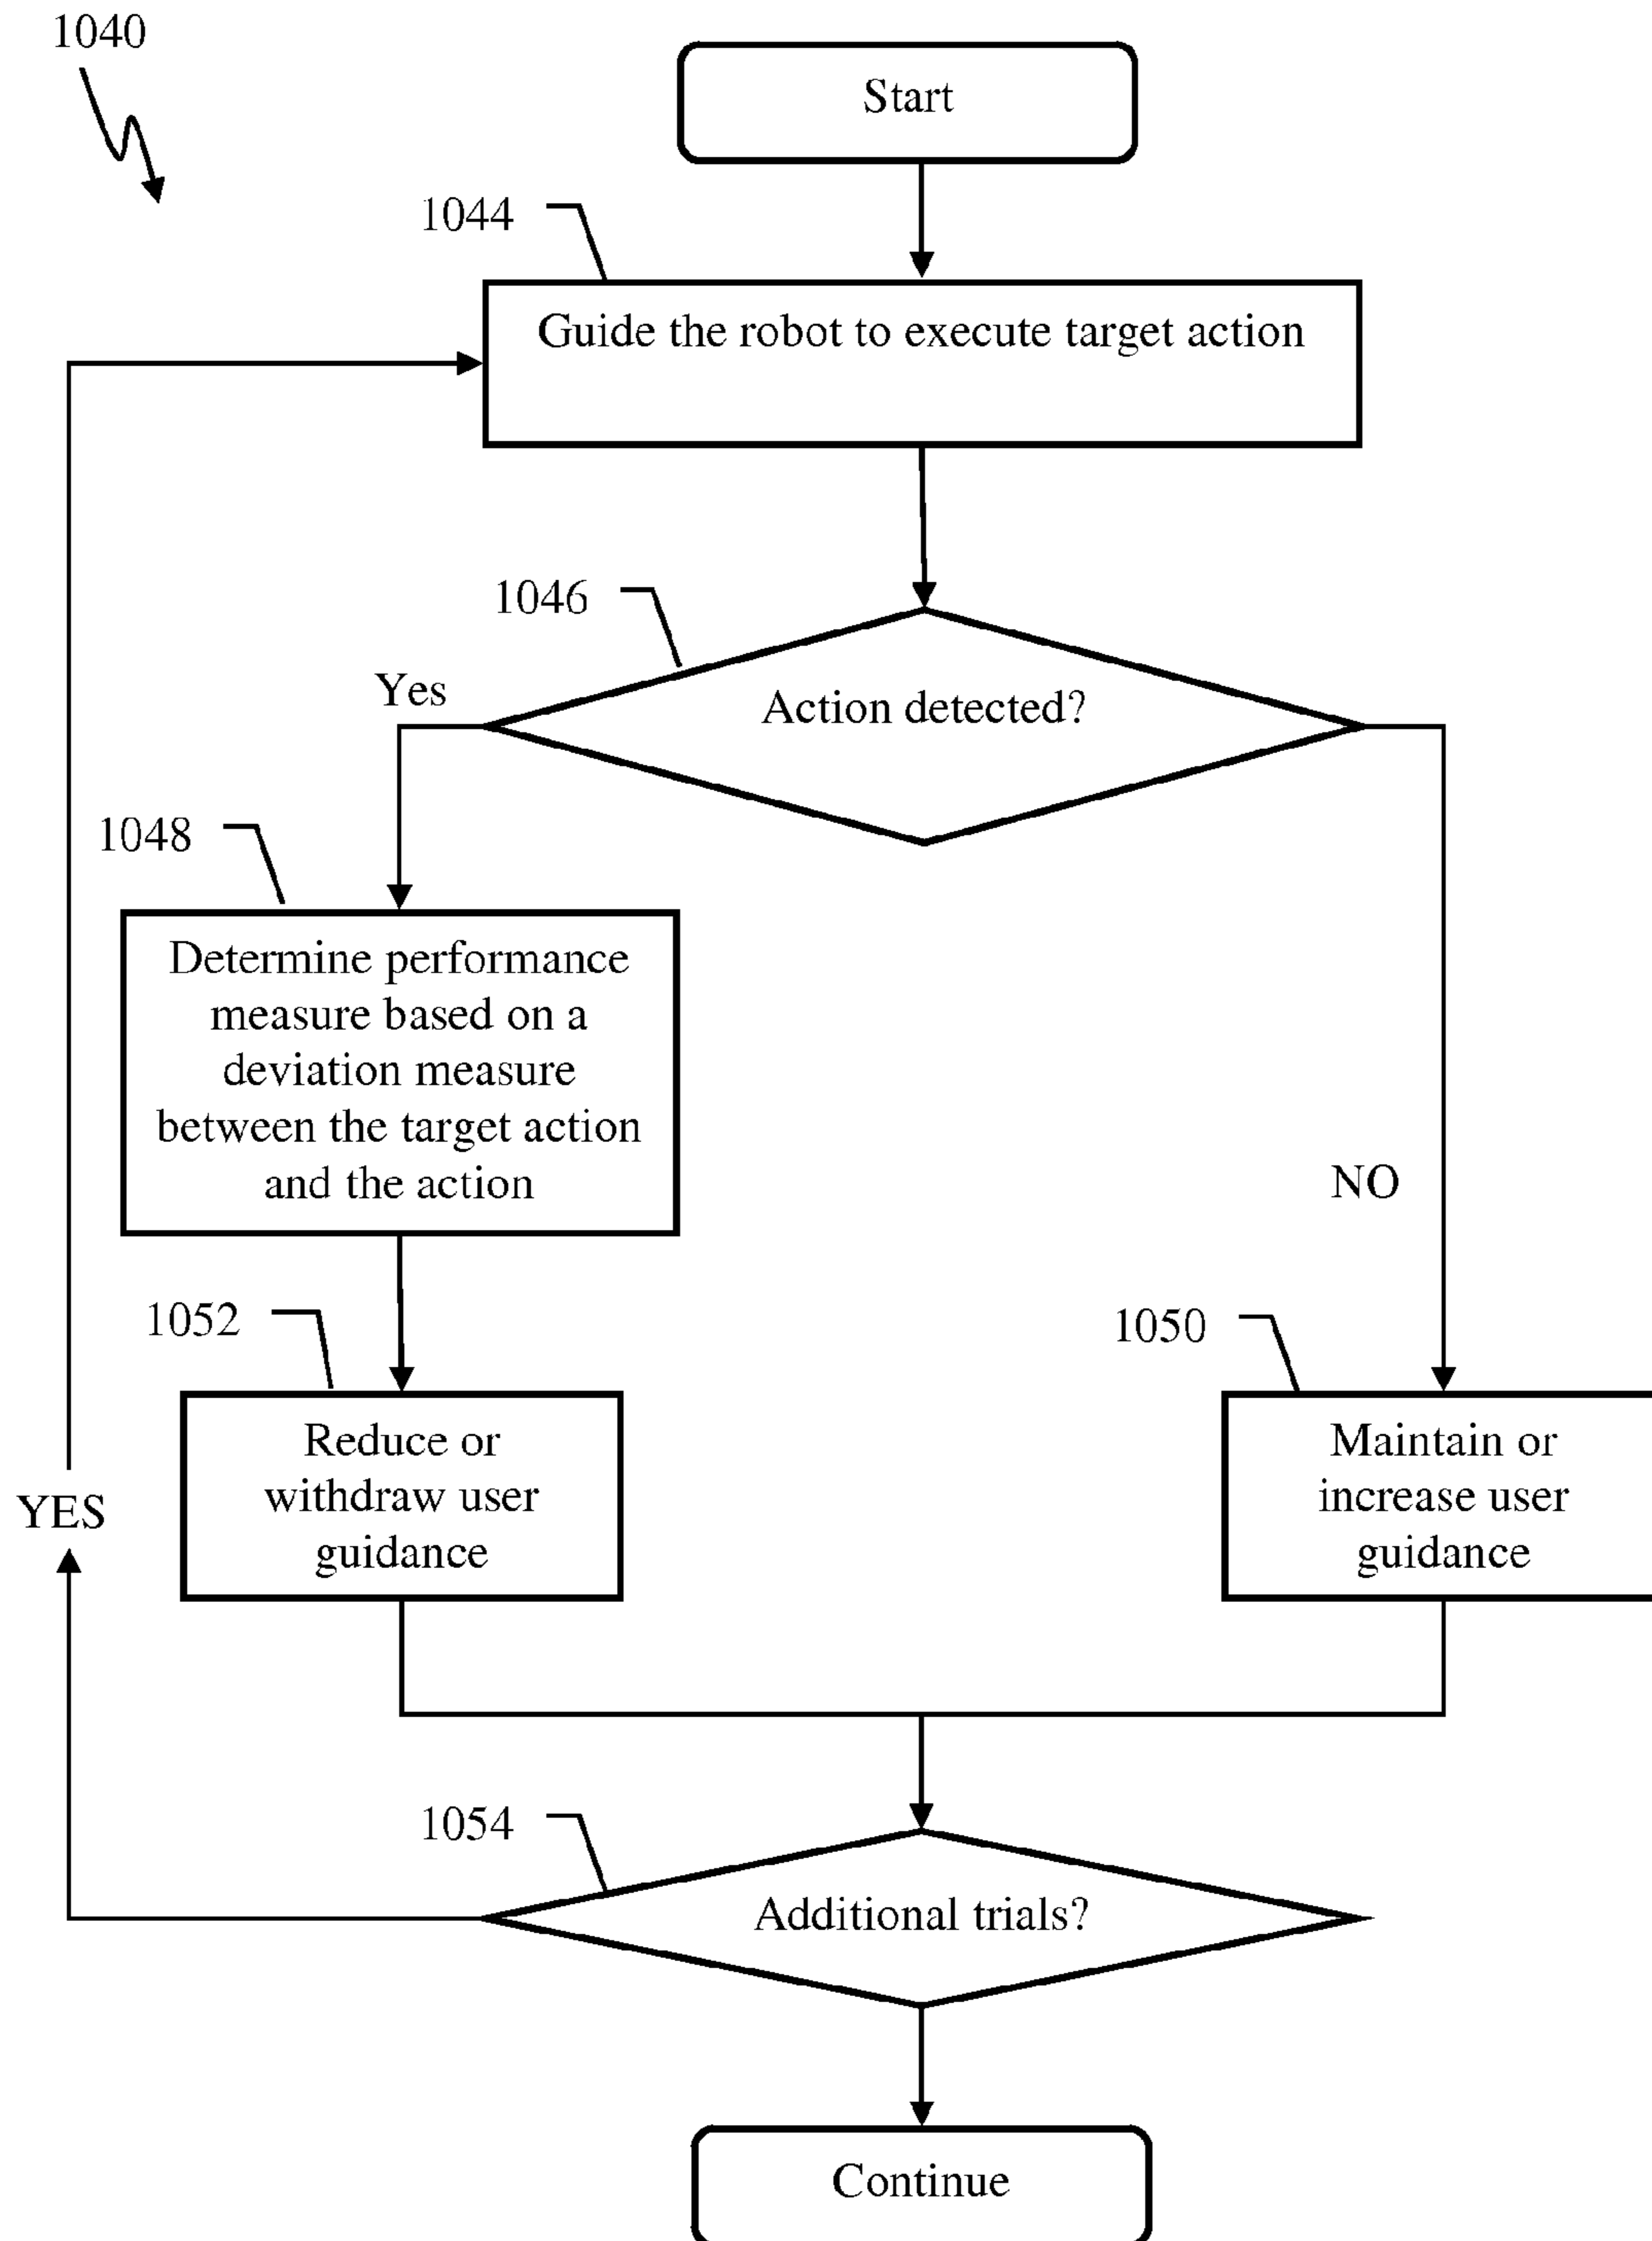 1040
Start
1044
Guide the robot to execute target action
1046
Yes
Action detected?
1048
Determine performance
measure based on a
deviation measure
between the target action
and the action
NO
1052
1050
Reduce or
withdraw user
guidance
Maintain or
increase user
guidance
YES
1054
Additional trials?
Continue